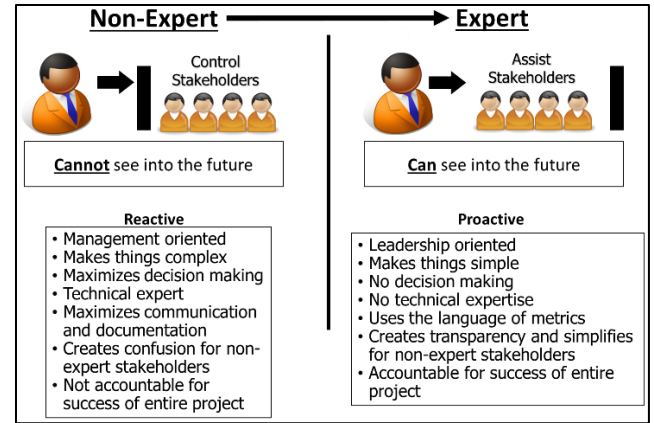 Non-Expert
Expert
Control
Stakeholders
Assist
Stakeholders
Cannot see into the future
Can see into the future
Reactive
• Management oriented
• Makes things complex
• Maximizes decision making
• Technical expert
• Maximizes communication
and documentation
• Creates confusion for non-
expert stakeholders
• Not accountable for
success of entire project
Proactive
• Leadership oriented
• Makes things simple
• No decision making
• No technical expertise
• Uses the language of metrics
• Creates transparency and simplifies
for non-expert stakeholders
• Accountable for success of entire
project